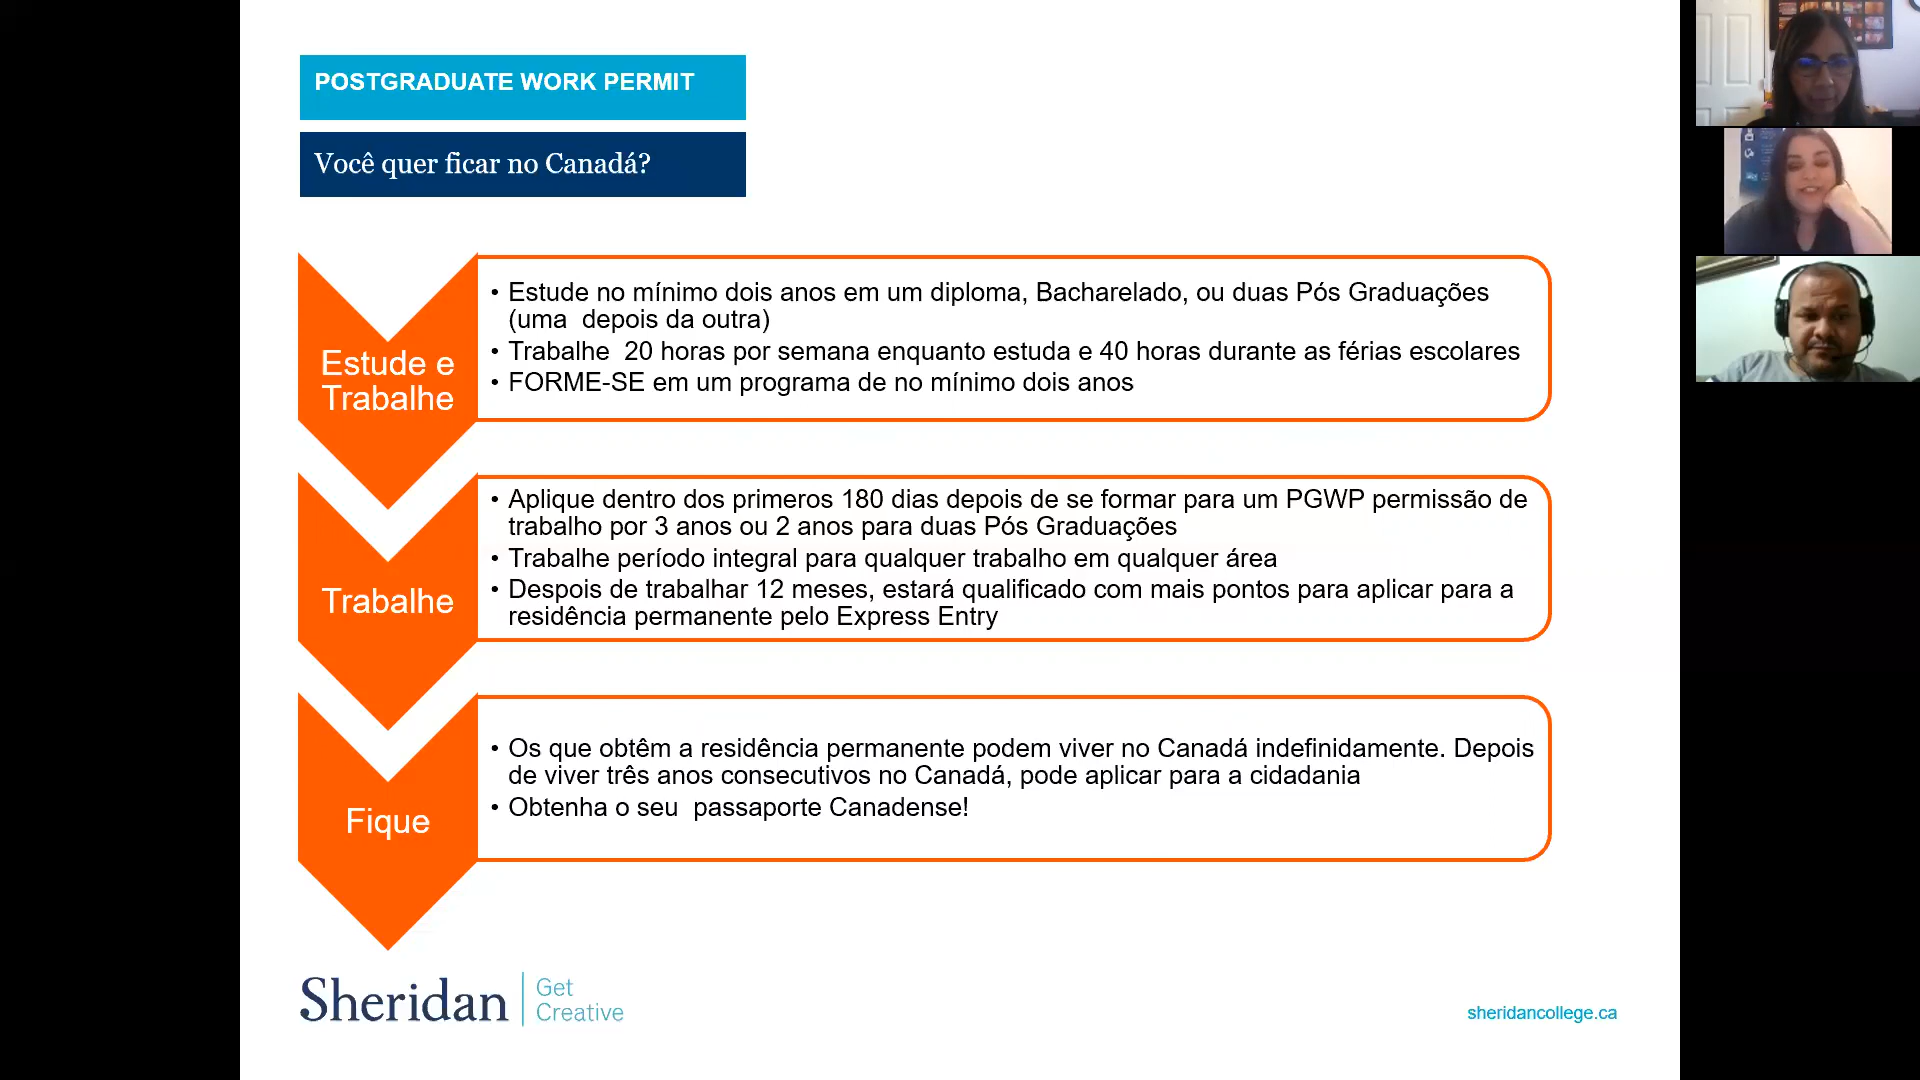 POSTGRADUATE WORK PERMIT
Você quer ficar no Canadá?
Estude e
Trabalhe
• Estude no mínimo dois anos em um diploma, Bacharelado, ou duas Pós Graduações
(uma  depois da outra)
• Trabalhe  20 horas por semana enquanto estuda e 40 horas durante as férias escolares
• FORME-SE em um programa de no mínimo dois anos
Trabalhe
• Aplique dentro dos primeros 180 dias depois de se formar para um PGWP permissão de
trabalho por 3 anos ou 2 anos para duas Pós Graduações
• Trabalhe período integral para qualquer trabalho em qualquer área
• Despois de trabalhar 12 meses, estará qualificado com mais pontos para aplicar para a
residência permanente pelo Express Entry
Fique
• Os que obtêm a residência permanente podem viver no Canadá indefinidamente. Depois
de viver três anos consecutivos no Canadá, pode aplicar para a cidadania
• Obtenha o seu  passaporte Canadense!
Sheridan
Get
Creative
sheridancollege.ca